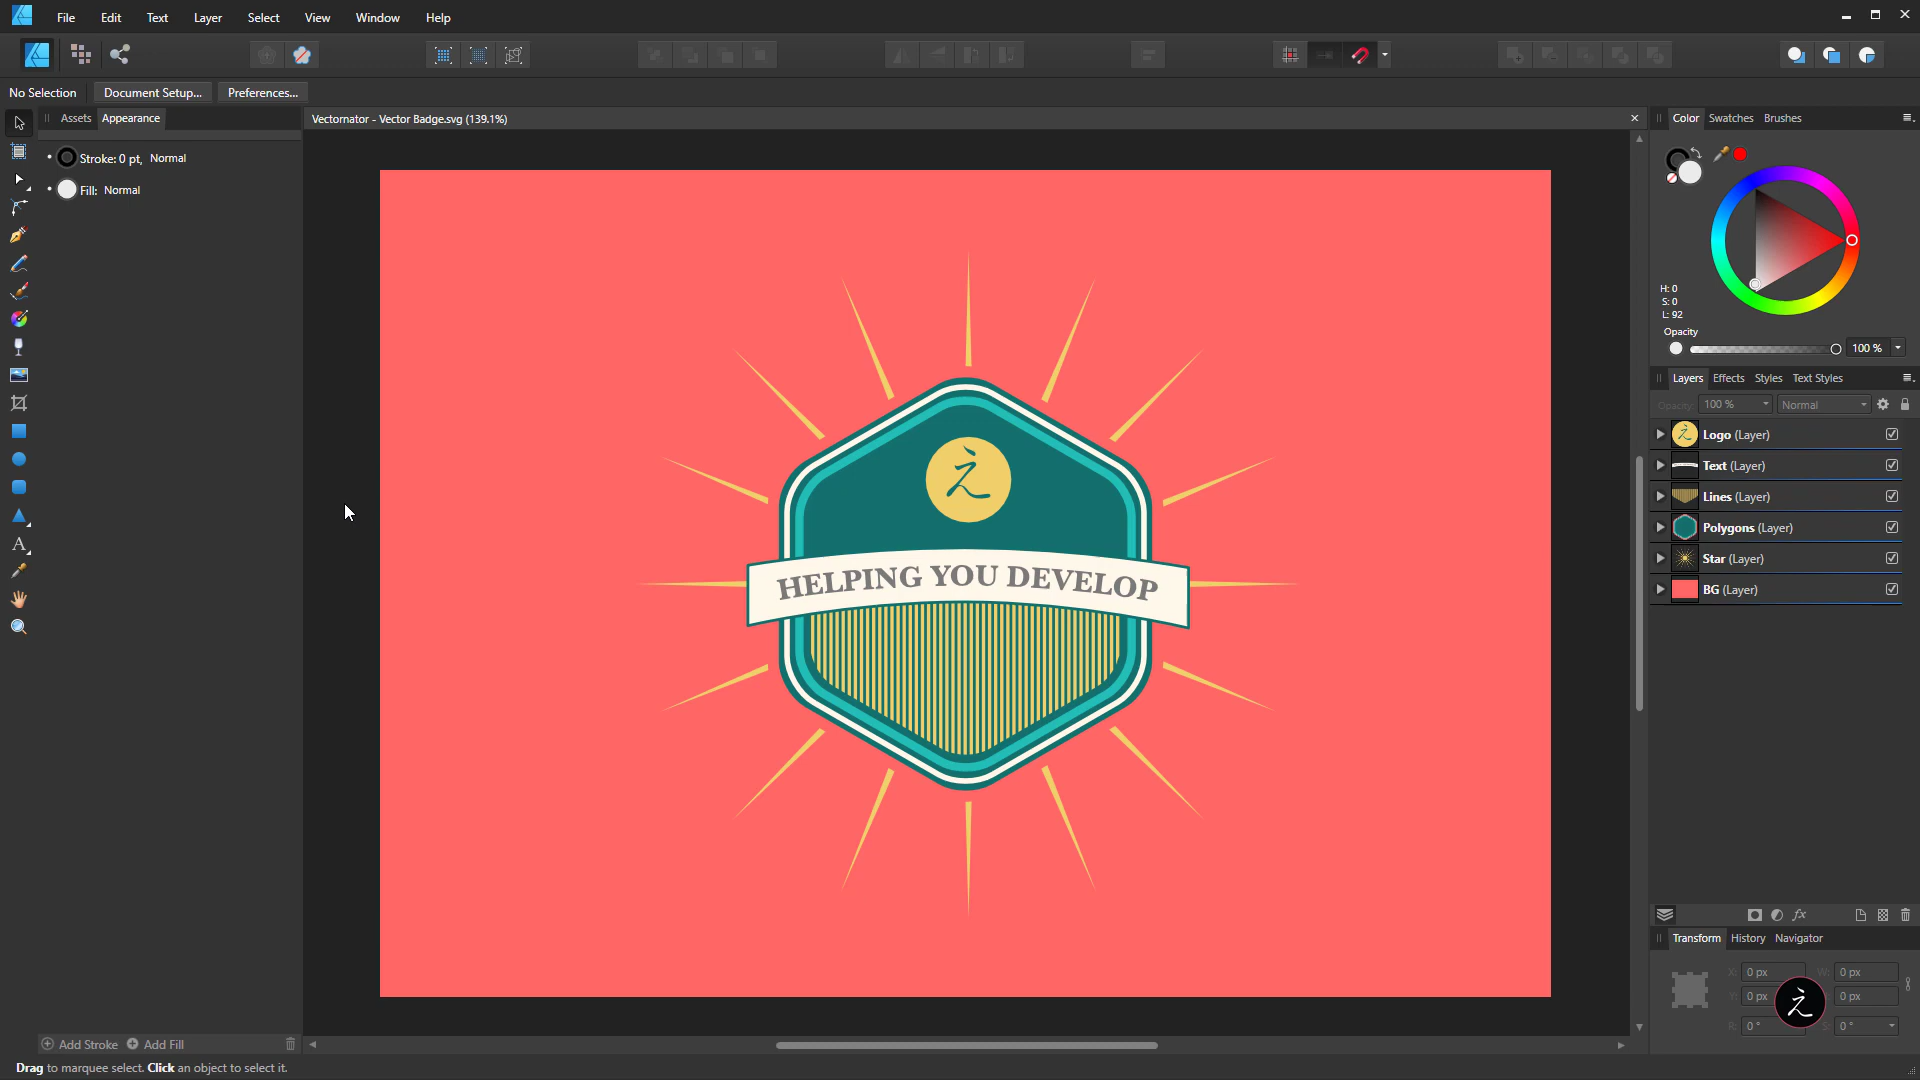 File Edit Text Layer Select View Window Help
No Selection Document Setup... Preferences...
Assets Appearance
Vectornator - Vector Badge.svg (139.1%)
Color Swatches Brushes
Stroke: 0 pt, Normal
Fill: Normal
H: 0
S: 0
L: 92
Opacity
100 %
Layers Effects Styles Text Styles
Opacity: 100 % Normal
Logo (Layer)
Text (Layer)
Lines (Layer)
Polygons (Layer)
Star (Layer)
BG (Layer)
え
HELPING YOU DEVELOP
fx
Transform History Navigator
X: 0 px W: 0 px
Y: 0 px 0 px
R: 0 ° S: 0 °
え
Add Stroke Add Fill
Drag to marquee select. Click an object to select it.